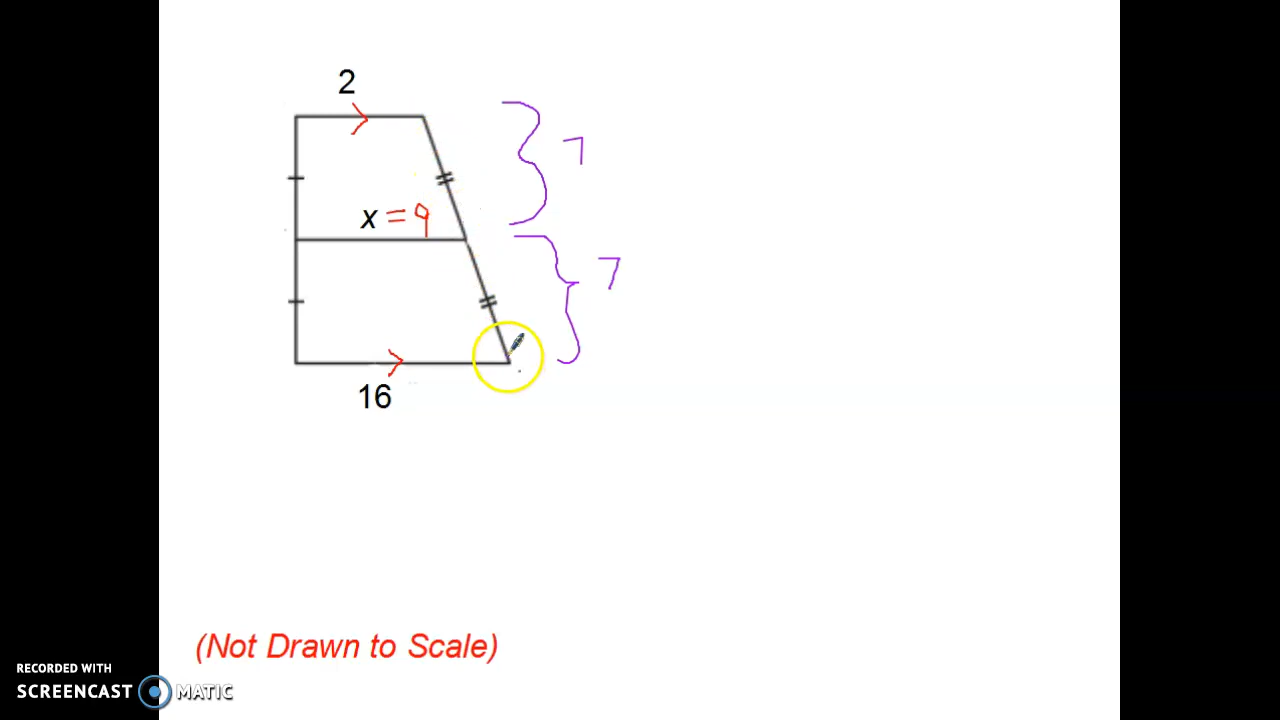 2
7
x = 9
7
16
(Not Drawn to Scale)
RECORDED WITH
SCREENCAST MATIC